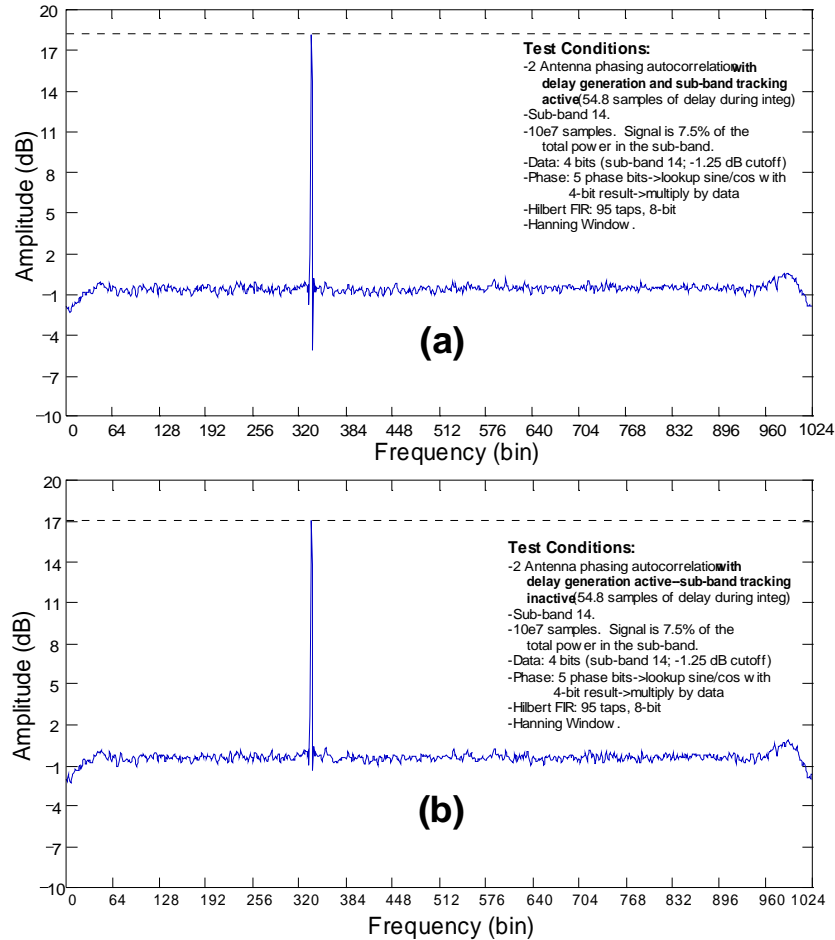 20
17
14
11
8
5
2
−1
−4
−7
−10
Amplitude (dB)
Test Conditions:
-2 Antenna phasing autocorrelation with
delay generation and sub-band tracking
active (54.8 samples of delay during integ)
-Sub-band 14.
-10e7 samples. Signal is 7.5% of the
total power in the sub-band.
-Data: 4 bits (sub-band 14; -1.25 dB cutoff)
-Phase: 5 phase bits->lookup sine/cos with
4-bit result->multiply by data
-Hilbert FIR: 95 taps, 8-bit
-Hanning Window.
(a)
0 64 128 192 256 320 384 448 512 576 640 704 768 832 896 960 1024
Frequency (bin)
20
17
14
11
8
5
2
−1
−4
−7
−10
Amplitude (dB)
Test Conditions:
-2 Antenna phasing autocorrelation with
delay generation active--sub-band tracking
inactive (54.8 samples of delay during integ)
-Sub-band 14.
-10e7 samples. Signal is 7.5% of the
total power in the sub-band.
-Data: 4 bits (sub-band 14; -1.25 dB cutoff)
-Phase: 5 phase bits->lookup sine/cos with
4-bit result->multiply by data
-Hilbert FIR: 95 taps, 8-bit
-Hanning Window.
(b)
0 64 128 192 256 320 384 448 512 576 640 704 768 832 896 960 1024
Frequency (bin)